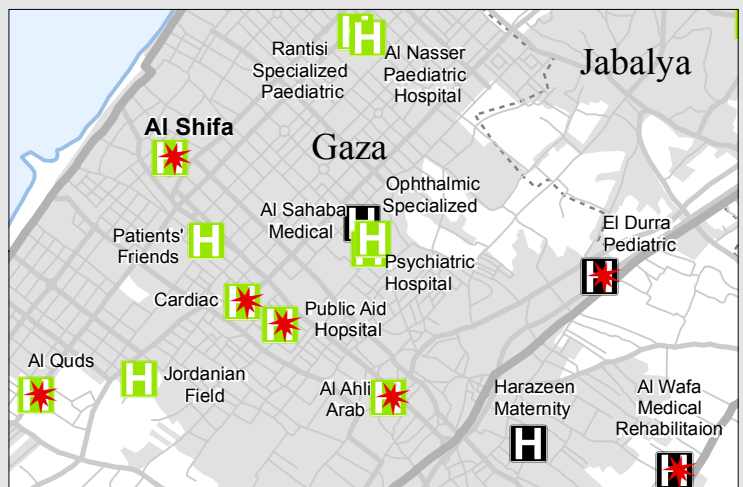 Rantisi
Specialized
Paediatric
Al Nasser
Paediatric
Hospital
Jabalya
Al Shifa
Gaza
Ophthalmic
Specialized
Al Sahaba
Medical
El Durra
Pediatric
Patients'
Friends
Psychiatric
Hospital
Cardiac
Public Aid
Hopsital
Al Quds
Jordanian
Field
Al Ahli
Arab
Harazeen
Maternity
Al Wafa
Medical
Rehabilitaion